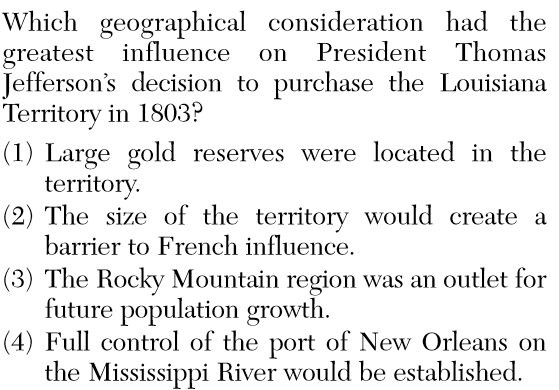 Which geographical consideration had the
greatest influence on President Thomas
Jefferson’s decision to purchase the Louisiana
Territory in 1803?
(1) Large gold reserves were located in the
territory.
(2) The size of the territory would create a
barrier to French influence.
(3) The Rocky Mountain region was an outlet for
future population growth.
(4) Full control of the port of New Orleans on
the Mississippi River would be established.